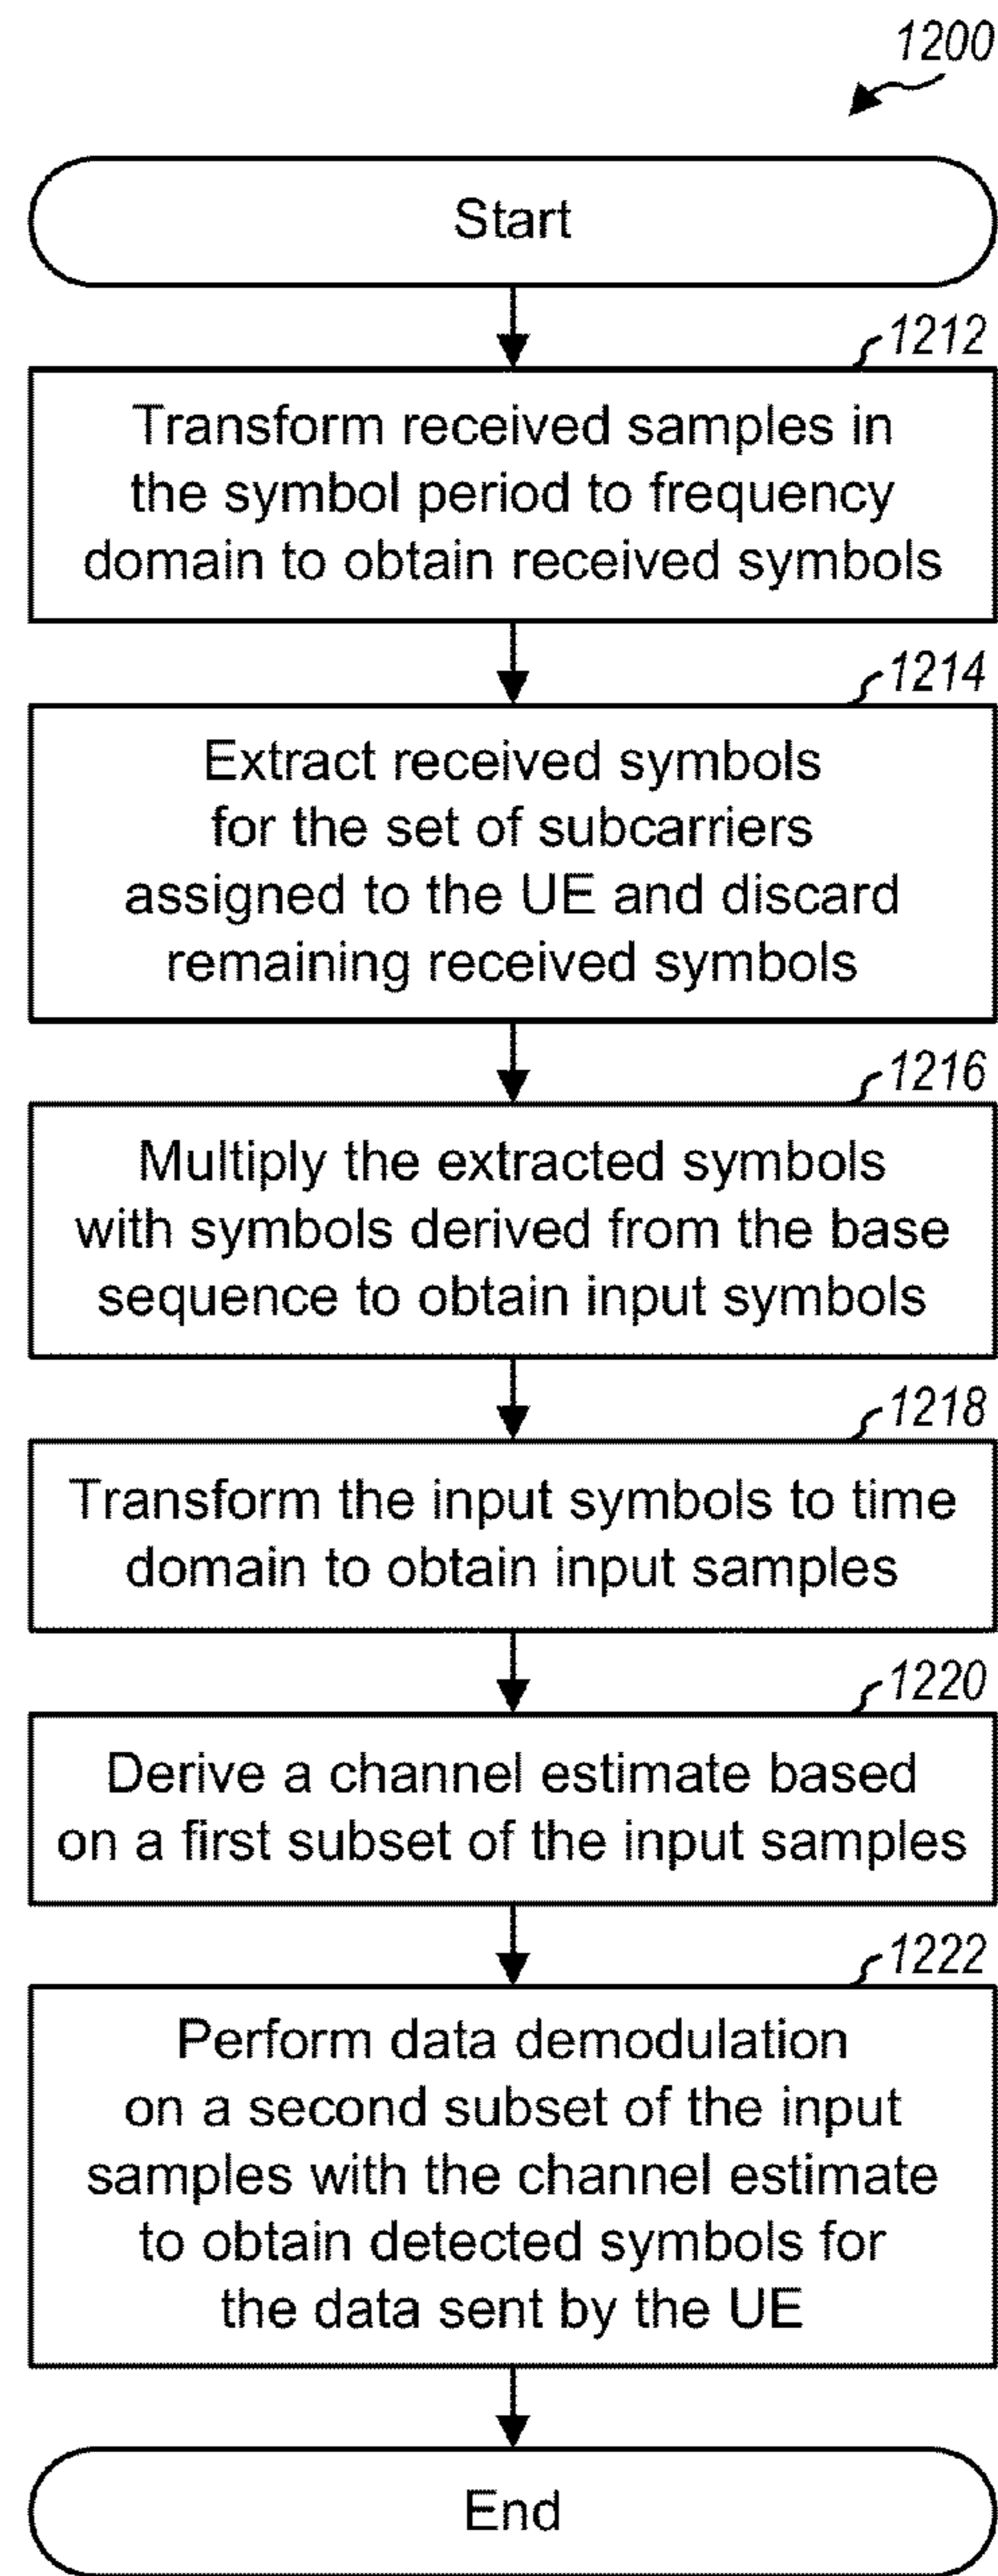 1200
Start
1212
Transform received samples in
the symbol period to frequency
domain to obtain received symbols
1214
Extract received symbols
for the set of subcarriers
assigned to the UE and discard
remaining received symbols
1216
Multiply the extracted symbols
with symbols derived from the base
sequence to obtain input symbols
1218
Transform the input symbols to time
domain to obtain input samples
1220
Derive a channel estimate based
on a first subset of the input samples
1222
Perform data demodulation
on a second subset of the input
samples with the channel estimate
to obtain detected symbols for
the data sent by the UE
End